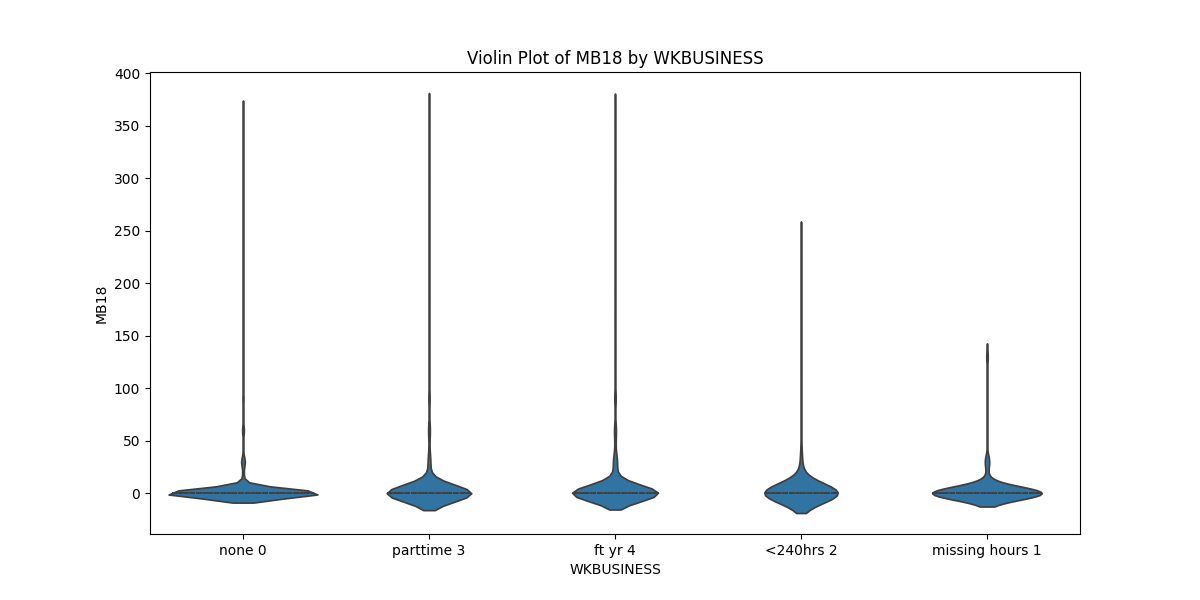 Violin Plot of MB18 by WKBUSINESS
400
350
300
250
200
150
100
50
0
MB18
none 0
parttime 3
ft yr 4
<240hrs 2
missing hours 1
WKBUSINESS